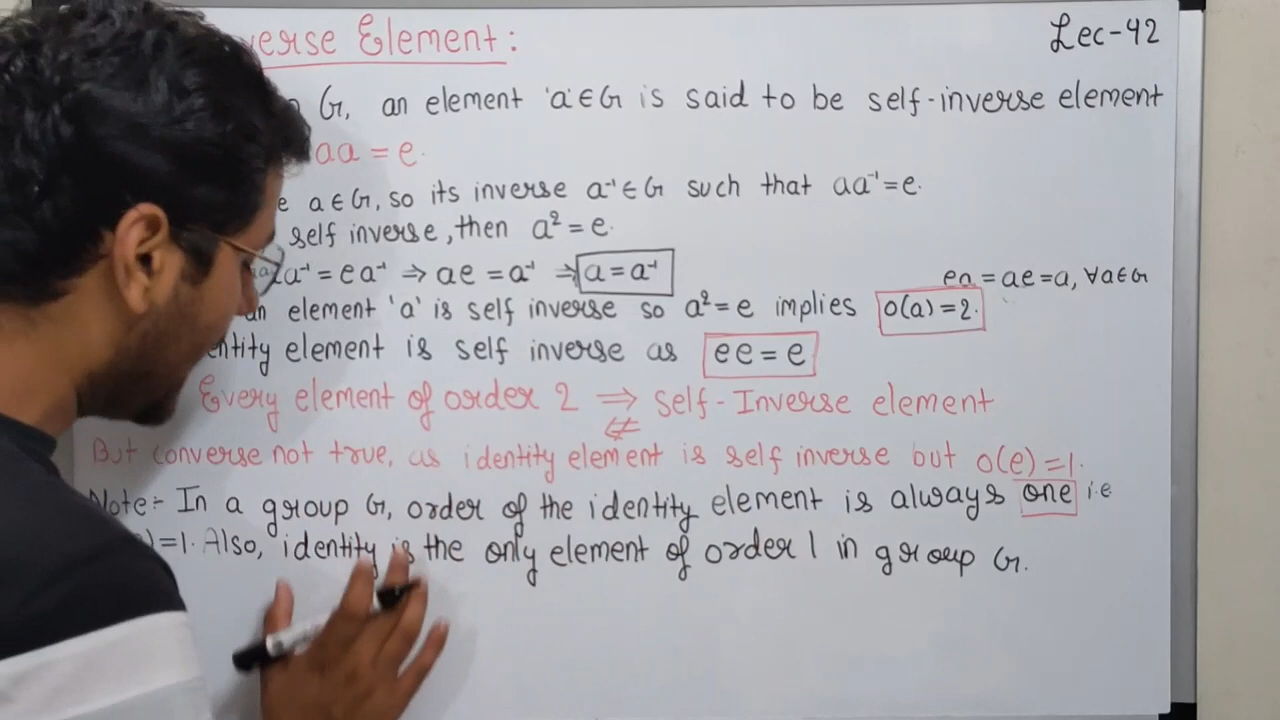 erse Element:
Lec-42
G, an element 'a'∈G is said to be self-inverse element
aa = e.
e a∈G, so its inverse a⁻¹∈G such that aa⁻¹=e.
self inverse, then a²=e.
a⁻¹ = ea⁻¹ ⇒ ae = a⁻¹ ⇒ a = a⁻¹
ea = ae = a, ∀a∈G
an element 'a' is self inverse so a²=e implies o(a)=2.
entity element is self inverse as ee = e
Every element of order 2 ⇒ Self-Inverse element
⇍
But converse not true, as identity element is self inverse but o(e)=1.
Note:- In a group G, order of the identity element is always one i.e
)=1. Also, identity is the only element of order 1 in group G.